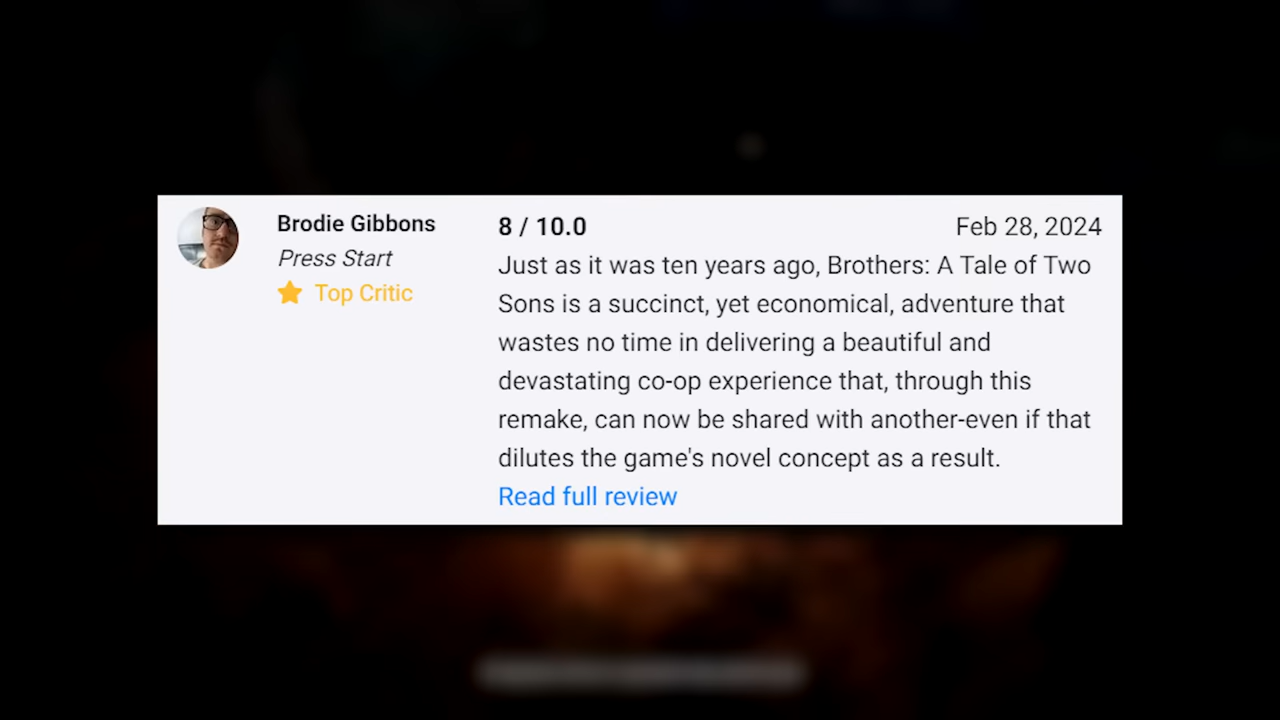 Brodie Gibbons
Press Start
Top Critic
8 / 10.0
Feb 28, 2024
Just as it was ten years ago, Brothers: A Tale of Two
Sons is a succinct, yet economical, adventure that
wastes no time in delivering a beautiful and
devastating co-op experience that, through this
remake, can now be shared with another-even if that
dilutes the game's novel concept as a result.
Read full review